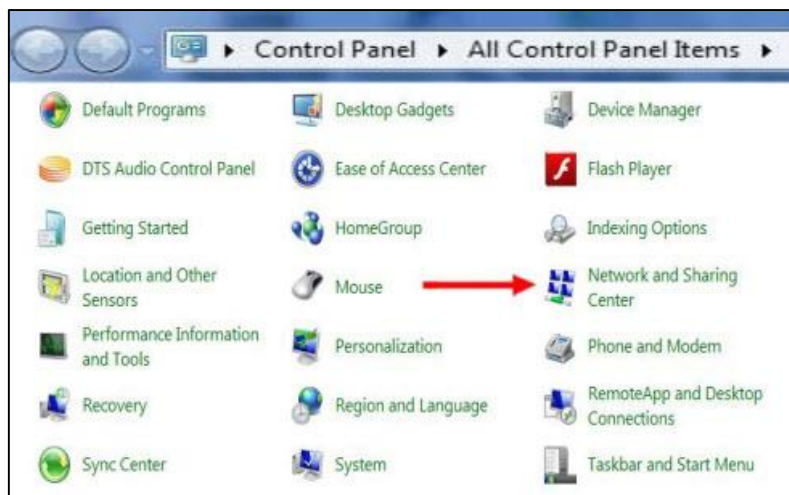 Control Panel All Control Panel Items
Default Programs
Desktop Gadgets
Device Manager
DTS Audio Control Panel
Ease of Access Center
Flash Player
Getting Started
HomeGroup
Indexing Options
Location and Other
Sensors
Mouse
Network and Sharing
Center
Performance Information
and Tools
Personalization
Phone and Modem
Recovery
Region and Language
RemoteApp and Desktop
Connections
Sync Center
System
Taskbar and Start Menu